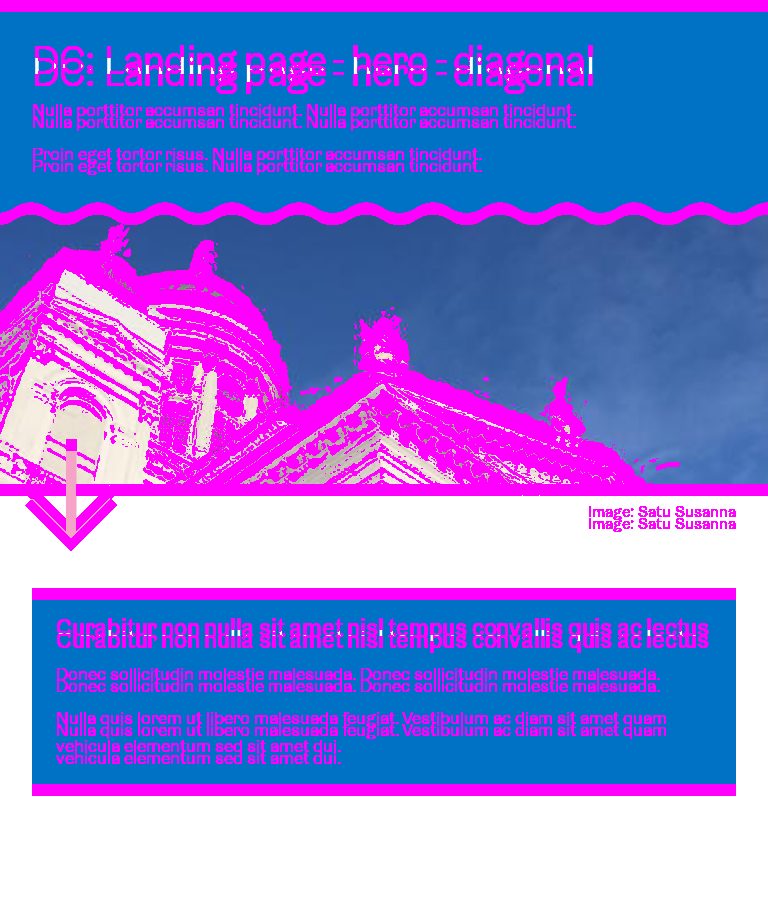 DC: Landing page - hero - diagonal
Nulla porttitor accumsan tincidunt. Nulla porttitor accumsan tincidunt.
Proin eget tortor risus. Nulla porttitor accumsan tincidunt.
Image: Satu Susanna
Curabitur non nulla sit amet nisl tempus convallis quis ac lectus
Donec sollicitudin molestie malesuada. Donec sollicitudin molestie malesuada.
Nulla quis lorem ut libero malesuada feugiat. Vestibulum ac diam sit amet quam
vehicula elementum sed sit amet dui.